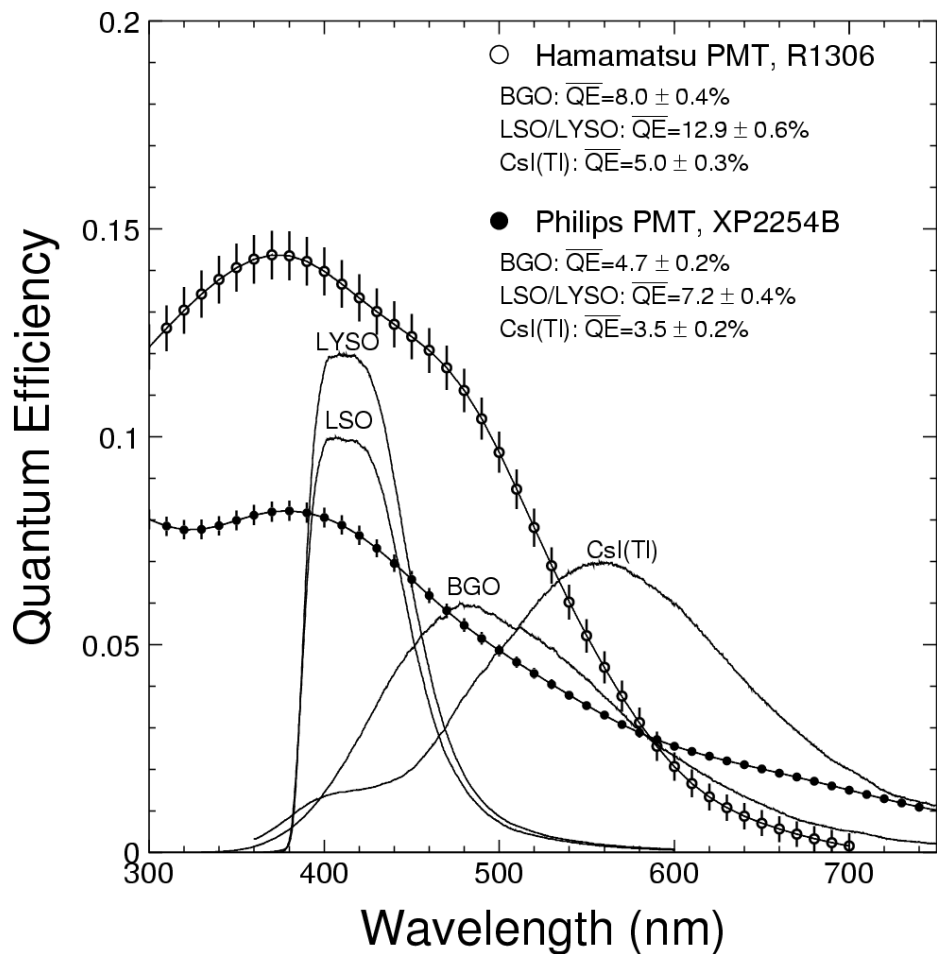 0.2
○ Hamamatsu PMT, R1306
BGO: QE=8.0 ± 0.4%
LSO/LYSO: QE=12.9 ± 0.6%
CsI(Tl): QE=5.0 ± 0.3%
● Philips PMT, XP2254B
BGO: QE=4.7 ± 0.2%
LSO/LYSO: QE=7.2 ± 0.4%
CsI(Tl): QE=3.5 ± 0.2%
0.15
LYSO
LSO
0.1
CsI(Tl)
BGO
0.05
0
Quantum Efficiency
300 400 500 600 700
Wavelength (nm)